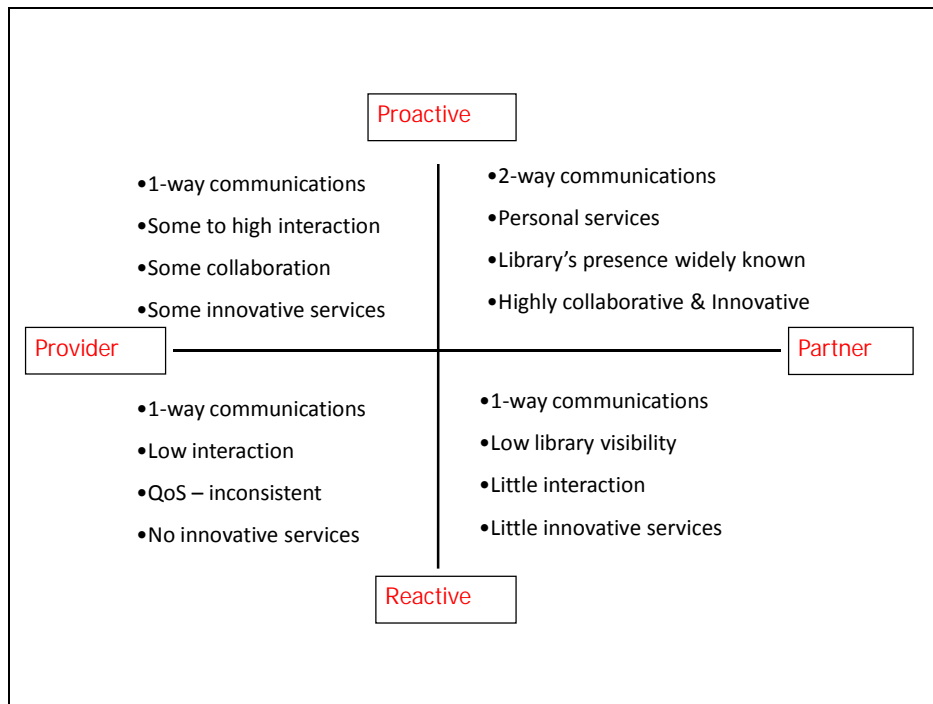 Proactive
•1-way communications
•Some to high interaction
•Some collaboration
•Some innovative services
•2-way communications
•Personal services
•Library’s presence widely known
•Highly collaborative & Innovative
Provider
Partner
•1-way communications
•Low interaction
•QoS – inconsistent
•No innovative services
•1-way communications
•Low library visibility
•Little interaction
•Little innovative services
Reactive